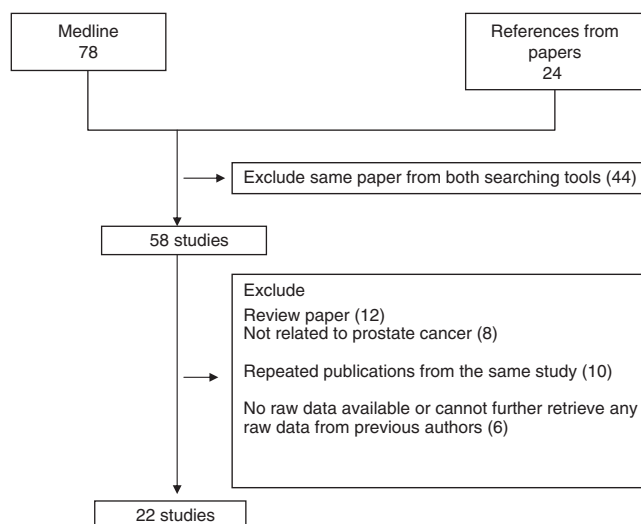 Medline
78
References from
papers
24
Exclude same paper from both searching tools (44)
58 studies
Exclude
Review paper (12)
Not related to prostate cancer (8)
Repeated publications from the same study (10)
No raw data available or cannot further retrieve any
raw data from previous authors (6)
22 studies